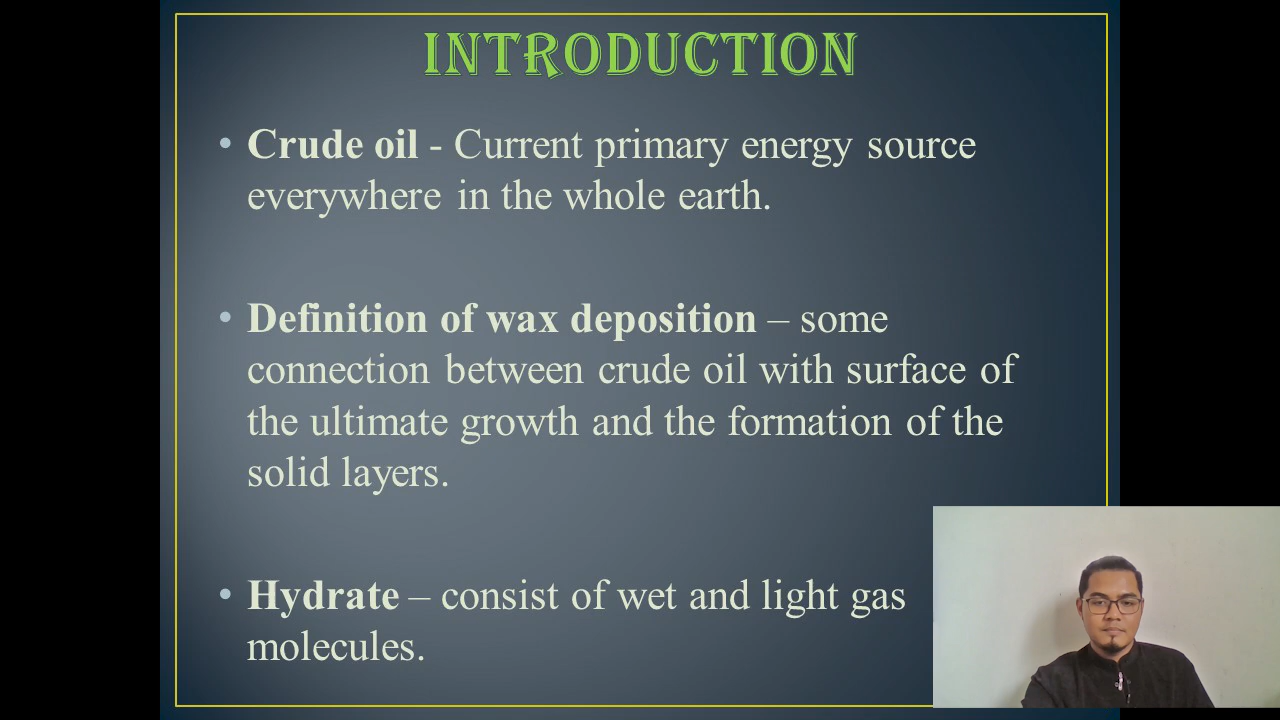 INTRODUCTION
• Crude oil - Current primary energy source
everywhere in the whole earth.
• Definition of wax deposition – some
connection between crude oil with surface of
the ultimate growth and the formation of the
solid layers.
• Hydrate – consist of wet and light gas
molecules.